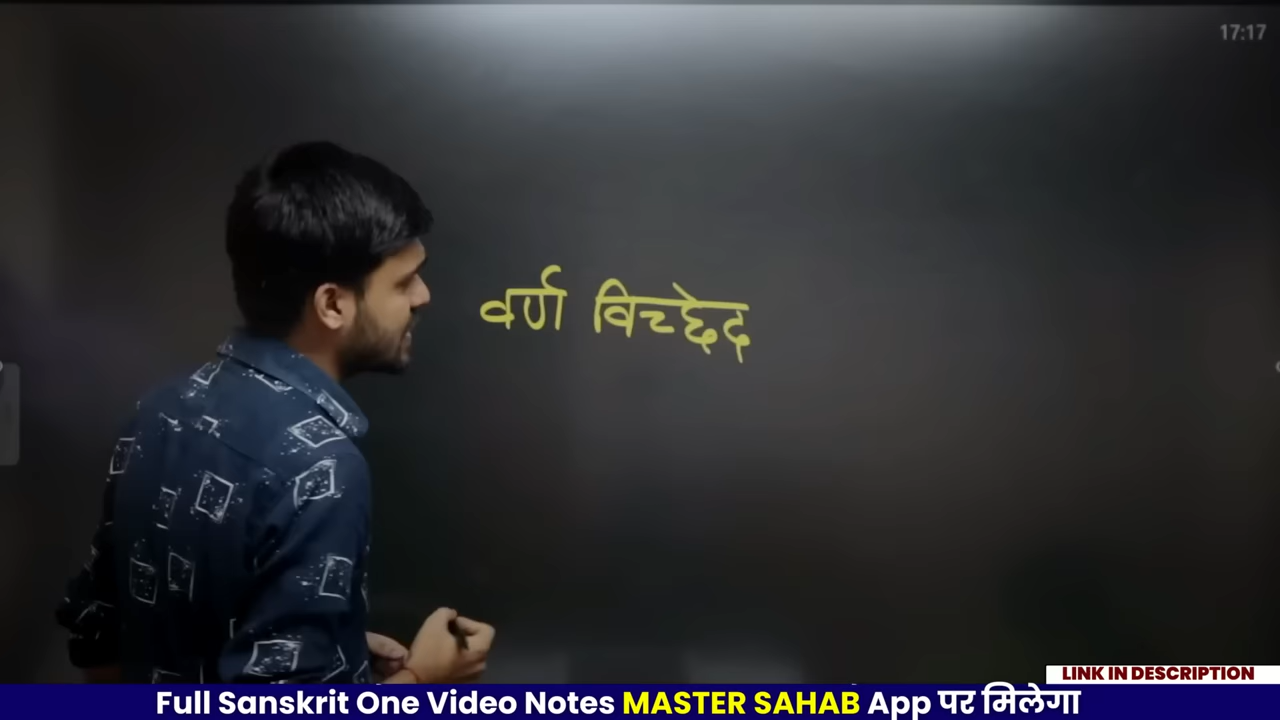 17:17
वर्ण विच्छेद
LINK IN DESCRIPTION
Full Sanskrit One Video Notes MASTER SAHAB App पर मिलेगा